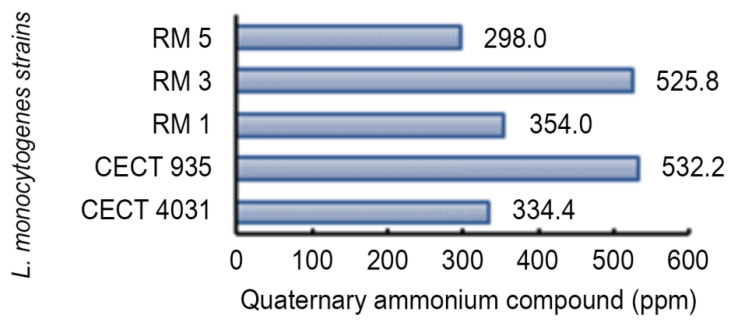 L. monocytogenes strains
RM 5 298.0
RM 3 525.8
RM 1 354.0
CECT 935 532.2
CECT 4031 334.4
0 100 200 300 400 500 600
Quaternary ammonium compound (ppm)